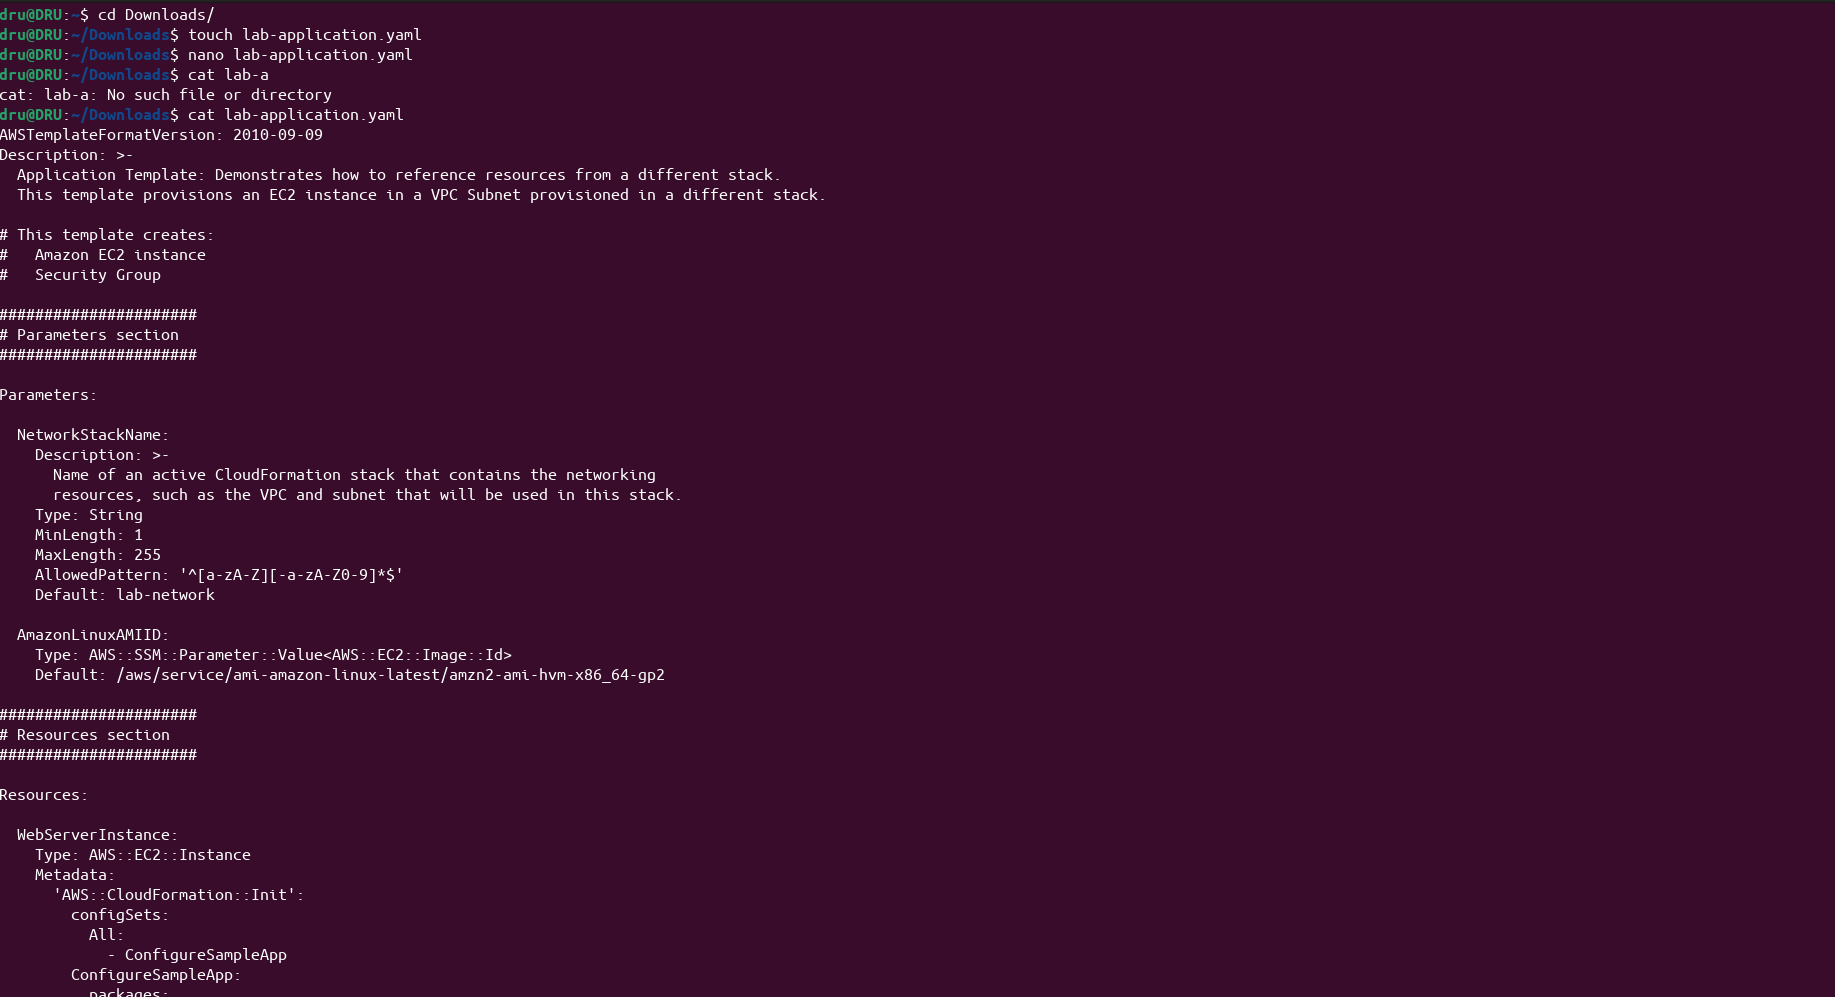 dru@DRU:~$ cd Downloads/
dru@DRU:~/Downloads$ touch lab-application.yaml
dru@DRU:~/Downloads$ nano lab-application.yaml
dru@DRU:~/Downloads$ cat lab-a
cat: lab-a: No such file or directory
dru@DRU:~/Downloads$ cat lab-application.yaml
AWSTemplateFormatVersion: 2010-09-09
Description: >-
  Application Template: Demonstrates how to reference resources from a different stack.
  This template provisions an EC2 instance in a VPC Subnet provisioned in a different stack.

# This template creates:
#   Amazon EC2 instance
#   Security Group

######################
# Parameters section
######################

Parameters:

  NetworkStackName:
    Description: >-
      Name of an active CloudFormation stack that contains the networking
      resources, such as the VPC and subnet that will be used in this stack.
    Type: String
    MinLength: 1
    MaxLength: 255
    AllowedPattern: '^[a-zA-Z][-a-zA-Z0-9]*$'
    Default: lab-network

  AmazonLinuxAMIID:
    Type: AWS::SSM::Parameter::Value<AWS::EC2::Image::Id>
    Default: /aws/service/ami-amazon-linux-latest/amzn2-ami-hvm-x86_64-gp2

######################
# Resources section
######################

Resources:

  WebServerInstance:
    Type: AWS::EC2::Instance
    Metadata:
      'AWS::CloudFormation::Init':
        configSets:
          All:
            - ConfigureSampleApp
        ConfigureSampleApp:
          packages: